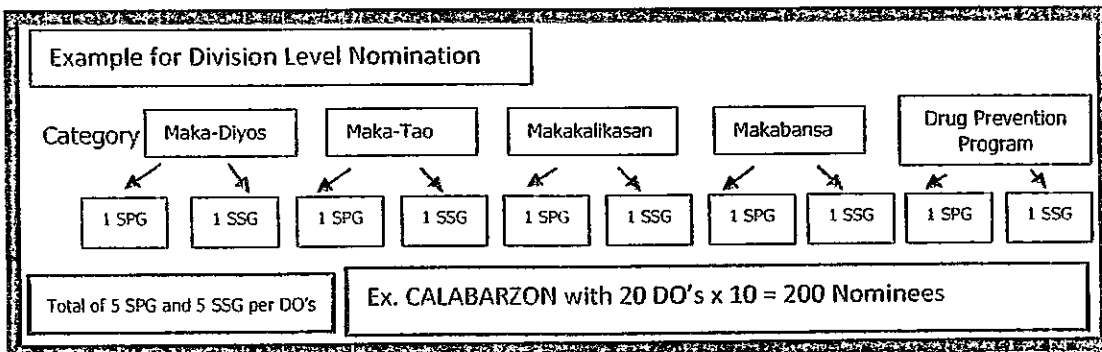 Example for Division Level Nomination
Category
Maka-Diyos
Maka-Tao
Makakalikasan
Makabansa
Drug Prevention
Program
1 SPG
1 SSG
1 SPG
1 SSG
1 SPG
1 SSG
1 SPG
1 SSG
1 SPG
1 SSG
Total of 5 SPG and 5 SSG per DO's
Ex. CALABARZON with 20 DO's x 10 = 200 Nominees